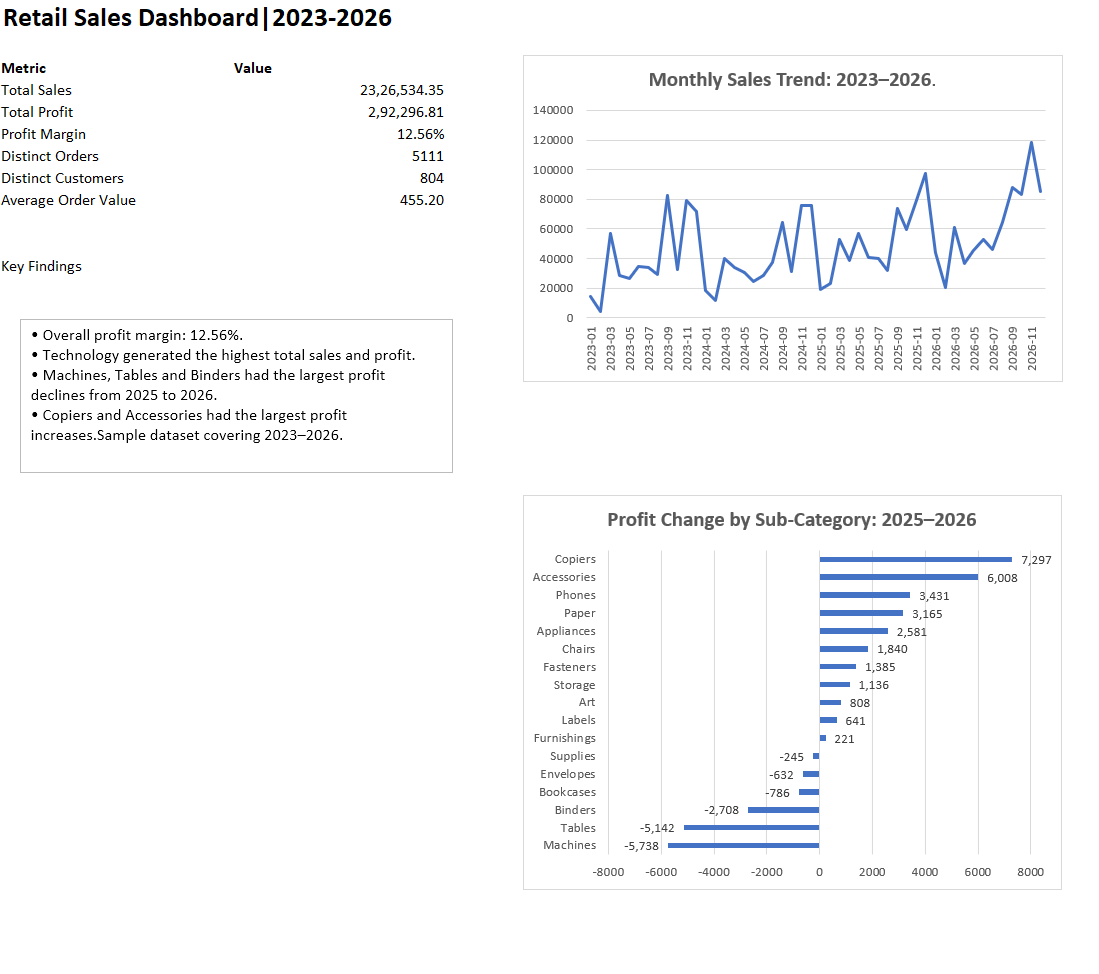 Retail Sales Dashboard|2023-2026
Metric Value
Total Sales 23,26,534.35
Total Profit 2,92,296.81
Profit Margin 12.56%
Distinct Orders 5111
Distinct Customers 804
Average Order Value 455.20
Key Findings
• Overall profit margin: 12.56%.
• Technology generated the highest total sales and profit.
• Machines, Tables and Binders had the largest profit
declines from 2025 to 2026.
• Copiers and Accessories had the largest profit
increases.Sample dataset covering 2023–2026.
Monthly Sales Trend: 2023–2026.
140000
120000
100000
80000
60000
40000
20000
0
2023-01 2023-03 2023-05 2023-07 2023-09 2023-11 2024-01 2024-03 2024-05 2024-07 2024-09 2024-11 2025-01 2025-03 2025-05 2025-07 2025-09 2025-11 2026-01 2026-03 2026-05 2026-07 2026-09 2026-11
Profit Change by Sub-Category: 2025–2026
Copiers 7,297
Accessories 6,008
Phones 3,431
Paper 3,165
Appliances 2,581
Chairs 1,840
Fasteners 1,385
Storage 1,136
Art 808
Labels 641
Furnishings 221
Supplies -245
Envelopes -632
Bookcases -786
Binders -2,708
Tables -5,142
Machines -5,738
-8000 -6000 -4000 -2000 0 2000 4000 6000 8000